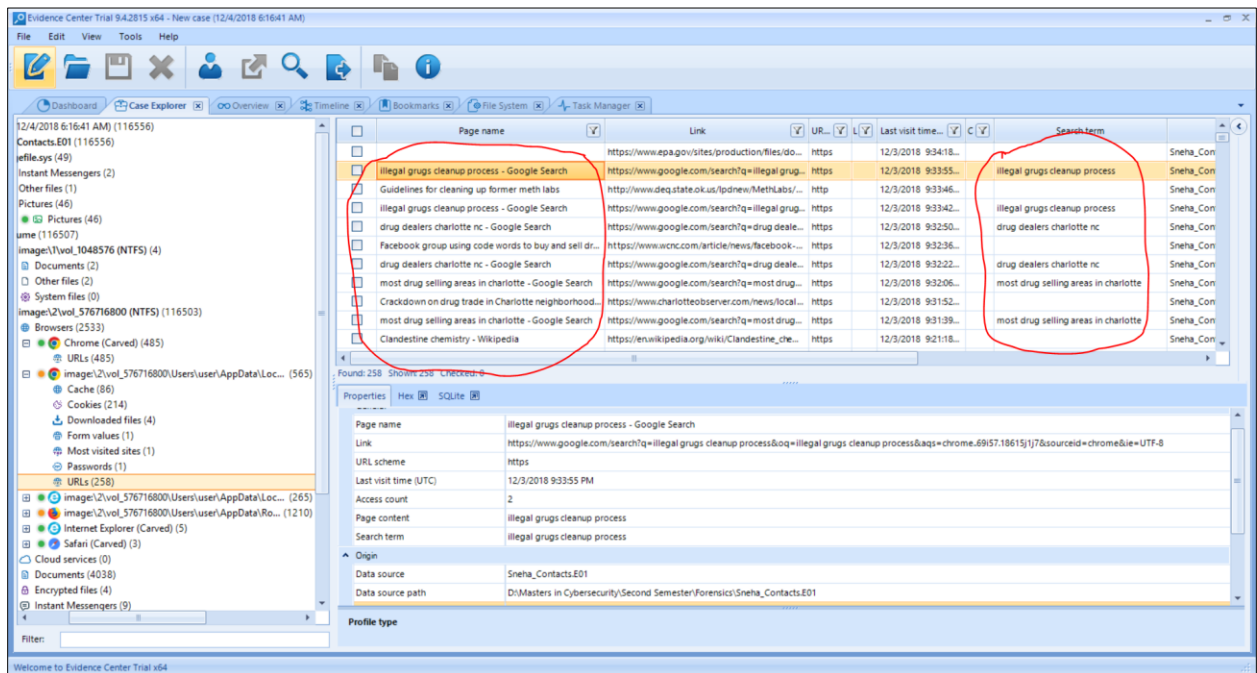 Evidence Center Trial 9.4.2815 x64 - New case (12/4/2018 6:16:41 AM)
File Edit View Tools Help
Dashboard Case Explorer Overview Timeline Bookmarks File System Task Manager
12/4/2018 6:16:41 AM) (116556)
Contacts.E01 (116556)
efile.sys (49)
Instant Messengers (2)
Other files (1)
Pictures (46)
Pictures (46)
ume (116507)
image:\1\vol_1048576 (NTFS) (4)
Documents (2)
Other files (2)
System files (0)
image:\2\vol_576716800 (NTFS) (116503)
Browsers (2533)
Chrome (Carved) (485)
URLs (485)
image:\2\vol_576716800\Users\user\AppData\Loc... (565)
Cache (86)
Cookies (214)
Downloaded files (4)
Form values (1)
Most visited sites (1)
Passwords (1)
URLs (258)
image:\2\vol_576716800\Users\user\AppData\Loc... (265)
image:\2\vol_576716800\Users\user\AppData\Ro... (1210)
Internet Explorer (Carved) (5)
Safari (Carved) (3)
Cloud services (0)
Documents (4038)
Encrypted files (4)
Instant Messengers (9)
Filter:
Page name Link UR... L Last visit time... C Search term
https://www.epa.gov/sites/production/files/do... https 12/3/2018 9:34:18... Sneha_Con
illegal grugs cleanup process - Google Search https://www.google.com/search?q=illegal grug... https 12/3/2018 9:33:55... illegal grugs cleanup process Sneha_Con
Guidelines for cleaning up former meth labs http://www.deq.state.ok.us/lpdnew/MethLabs/... http 12/3/2018 9:33:46... Sneha_Con
illegal grugs cleanup process - Google Search https://www.google.com/search?q=illegal grug... https 12/3/2018 9:33:42... illegal grugs cleanup process Sneha_Con
drug dealers charlotte nc - Google Search https://www.google.com/search?q=drug deale... https 12/3/2018 9:32:50... drug dealers charlotte nc Sneha_Con
Facebook group using code words to buy and sell dr... https://www.wcnc.com/article/news/facebook-... https 12/3/2018 9:32:36... Sneha_Con
drug dealers charlotte nc - Google Search https://www.google.com/search?q=drug deale... https 12/3/2018 9:32:22... drug dealers charlotte nc Sneha_Con
most drug selling areas in charlotte - Google Search https://www.google.com/search?q=most drug... https 12/3/2018 9:32:06... most drug selling areas in charlotte Sneha_Con
Crackdown on drug trade in Charlotte neighborhood... https://www.charlotteobserver.com/news/local... https 12/3/2018 9:31:52... Sneha_Con
most drug selling areas in charlotte - Google Search https://www.google.com/search?q=most drug... https 12/3/2018 9:31:39... most drug selling areas in charlotte Sneha_Con
Clandestine chemistry - Wikipedia https://en.wikipedia.org/wiki/Clandestine_che... https 12/3/2018 9:21:18... Sneha_Con
Found: 258 Shown: 258 Checked: 0
Properties Hex SQLite
General
Page name illegal grugs cleanup process - Google Search
Link https://www.google.com/search?q=illegal grugs cleanup process&oq=illegal grugs cleanup process&aqs=chrome..69i57.18615j1j7&sourceid=chrome&ie=UTF-8
URL scheme https
Last visit time (UTC) 12/3/2018 9:33:55 PM
Access count 2
Page content illegal grugs cleanup process
Search term illegal grugs cleanup process
Origin
Data source Sneha_Contacts.E01
Data source path D:\Masters in Cybersecurity\Second Semester\Forensics\Sneha_Contacts.E01
Profile type
Welcome to Evidence Center Trial x64